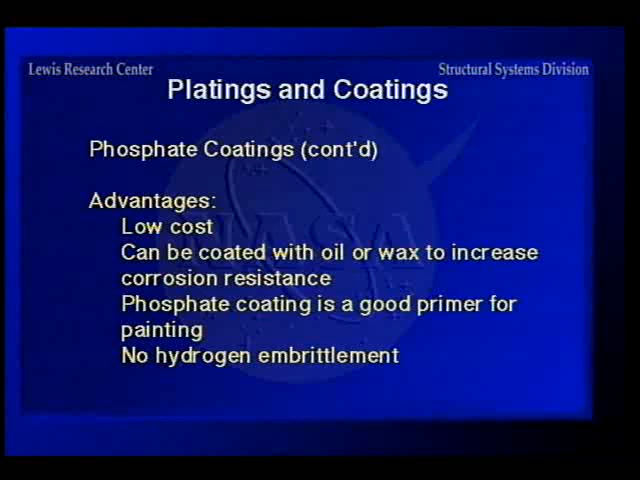 Lewis Research Center
Structural Systems Division
Platings and Coatings
Phosphate Coatings (cont'd)
Advantages:
Low cost
Can be coated with oil or wax to increase
corrosion resistance
Phosphate coating is a good primer for
painting
No hydrogen embrittlement
NASA